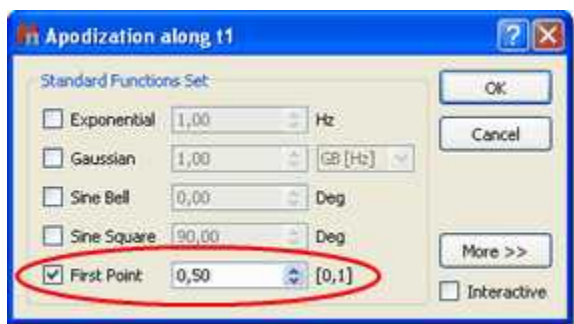 Apodization along t1
Standard Functions Set
OK
Exponential 1,00 Hz
Cancel
Gaussian 1,00 GB [Hz]
Sine Bell 0,00 Deg
Sine Square 90,00 Deg
More >>
First Point 0,50 [0,1]
Interactive